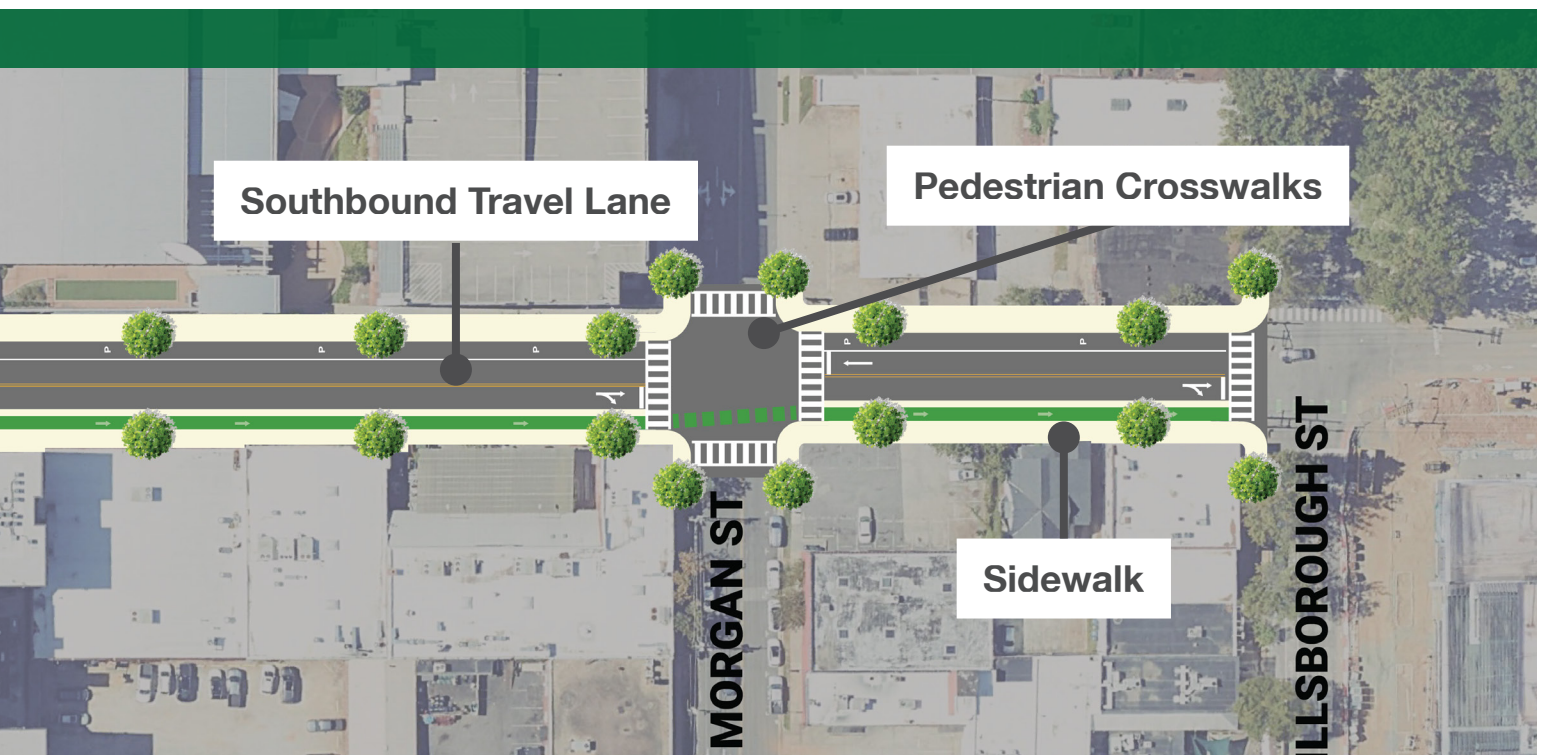 Southbound Travel Lane
Pedestrian Crosswalks
P
P
P
P
P
Sidewalk
MORGAN ST
ILLSBOROUGH ST